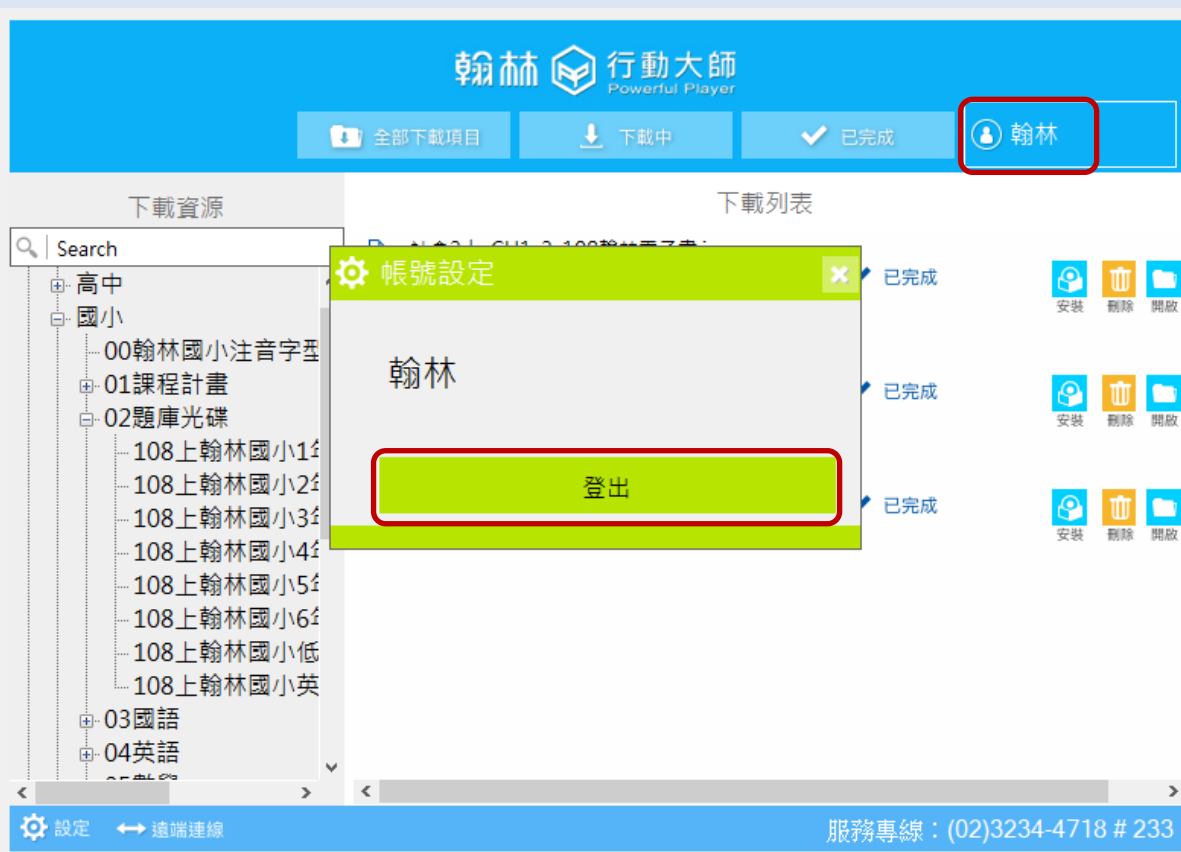 翰林 行動大師
Powerful Player
全部下載項目
下載中
已完成
翰林
下載資源
下載列表
Search
高中
國小
00翰林國小注音字型
01課程計畫
02題庫光碟
108上翰林國小1年
108上翰林國小2年
108上翰林國小3年
108上翰林國小4年
108上翰林國小5年
108上翰林國小6年
108上翰林國小低
108上翰林國小英
03國語
04英語
帳號設定
翰林
登出
已完成
安裝 刪除 開啟
已完成
安裝 刪除 開啟
已完成
安裝 刪除 開啟
設定
遠端連線
服務專線：(02)3234-4718 # 233